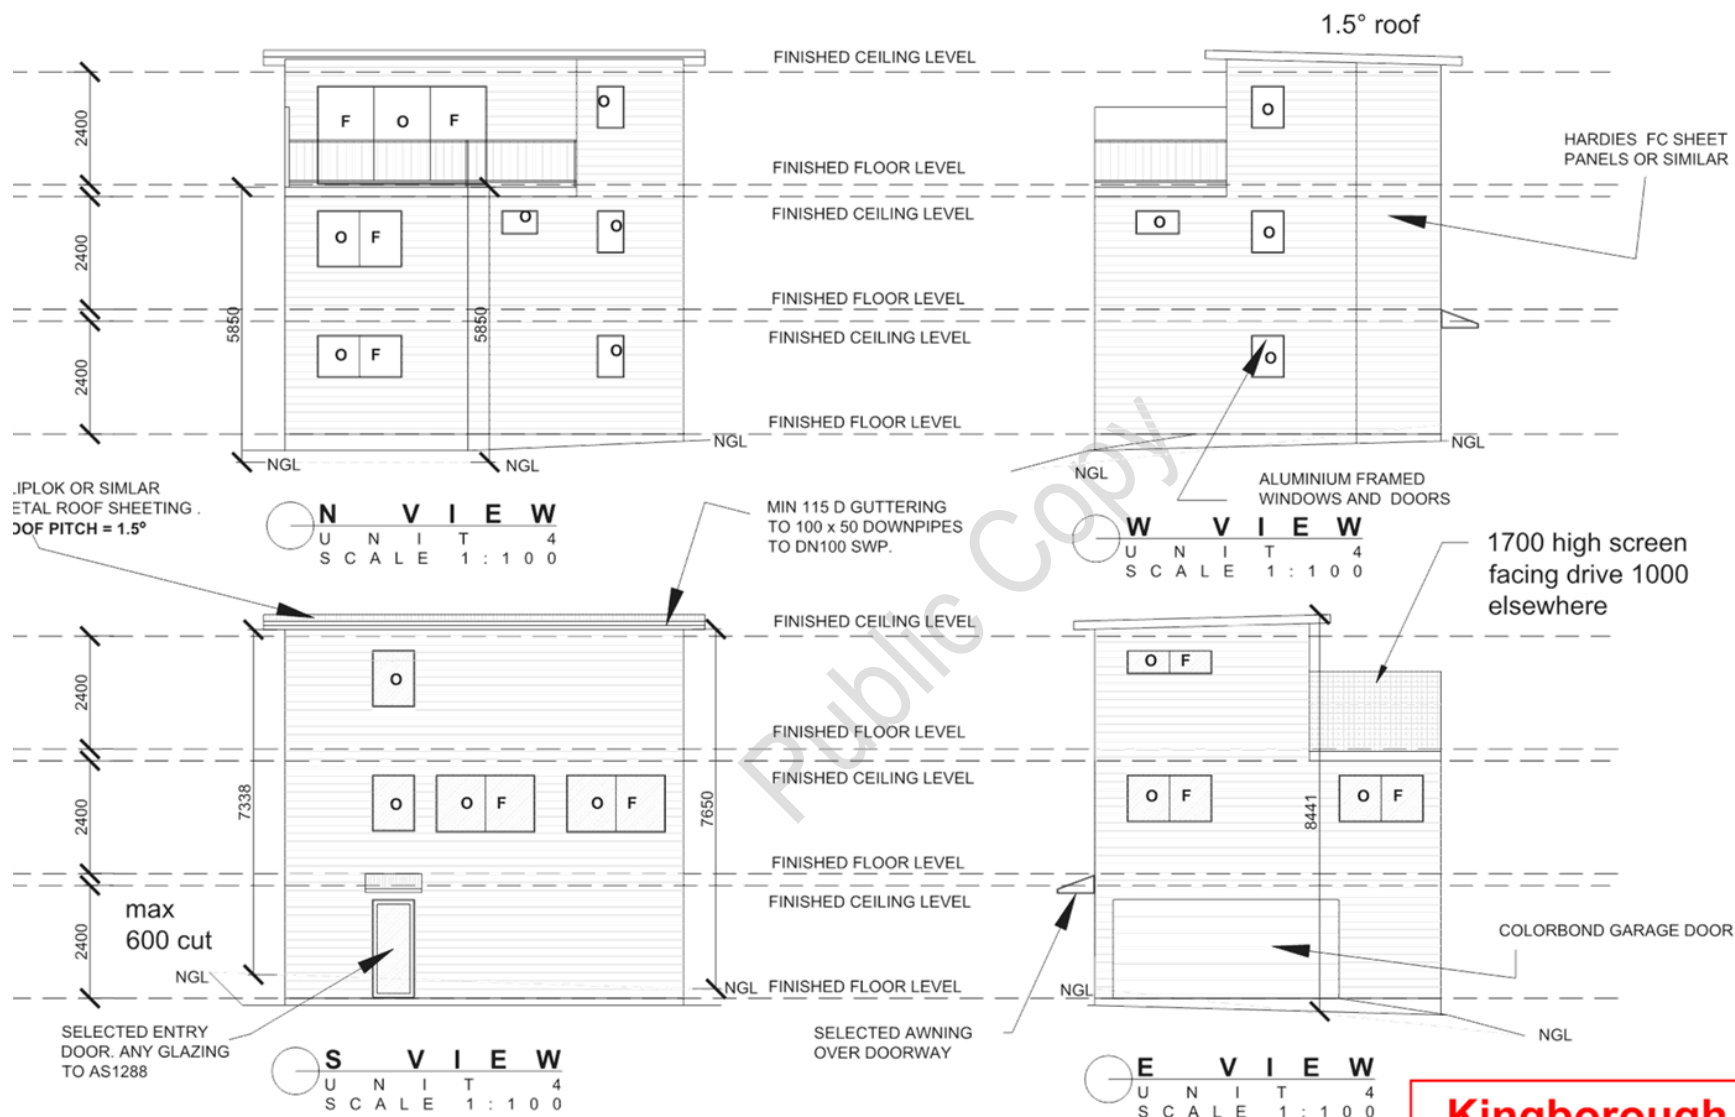 1.5° roof
FINISHED CEILING LEVEL
2400
F O F
O
O
HARDIES FC SHEET
PANELS OR SIMILAR
FINISHED FLOOR LEVEL
FINISHED CEILING LEVEL
2400
O F
O
O
O
O
FINISHED FLOOR LEVEL
5850
5850
FINISHED CEILING LEVEL
2400
O F
O
O
FINISHED FLOOR LEVEL
NGL
NGL
NGL
NGL
NGL
ALUMINIUM FRAMED
WINDOWS AND DOORS
.IPLOK OR SIMLAR
ETAL ROOF SHEETING .
OOF PITCH = 1.5°
N VIEW
UNIT 4
SCALE 1:100
MIN 115 D GUTTERING
TO 100 x 50 DOWNPIPES
TO DN100 SWP.
W VIEW
UNIT 4
SCALE 1:100
1700 high screen
facing drive 1000
elsewhere
Public Copy
FINISHED CEILING LEVEL
2400
O
O F
FINISHED FLOOR LEVEL
FINISHED CEILING LEVEL
2400
7338
O
O F
O F
7650
O F
8441
O F
FINISHED FLOOR LEVEL
FINISHED CEILING LEVEL
2400
max
600 cut
NGL
NGL
FINISHED FLOOR LEVEL
NGL
COLORBOND GARAGE DOOR
SELECTED ENTRY
DOOR. ANY GLAZING
TO AS1288
SELECTED AWNING
OVER DOORWAY
NGL
S VIEW
UNIT 4
SCALE 1:100
E VIEW
UNIT 4
SCALE 1:100
Kingborough